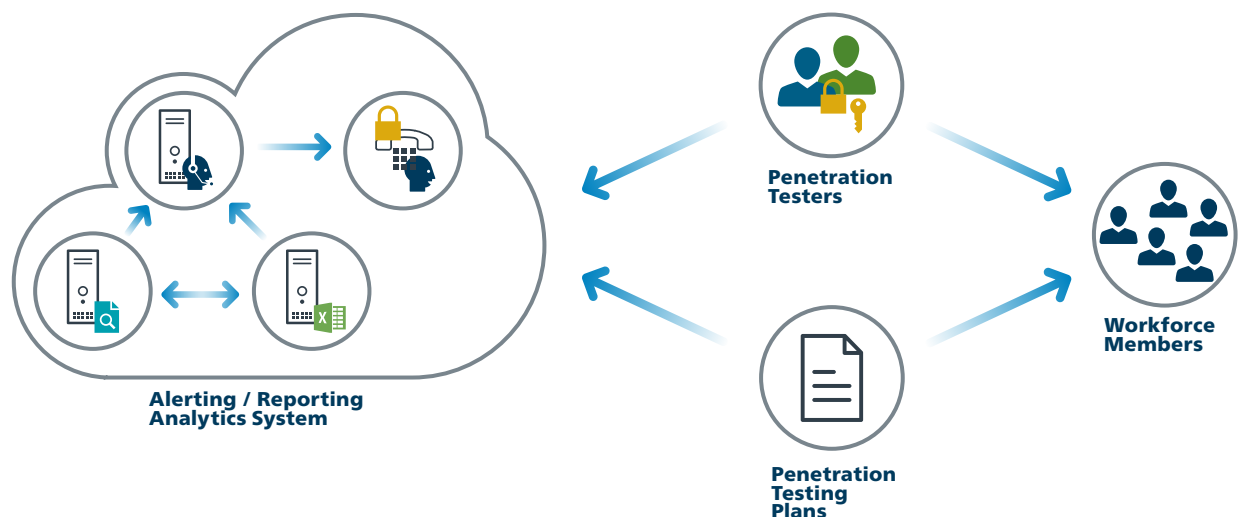 Penetration
Testers
Workforce
Members
Alerting / Reporting
Analytics System
X
Penetration
Testing
Plans